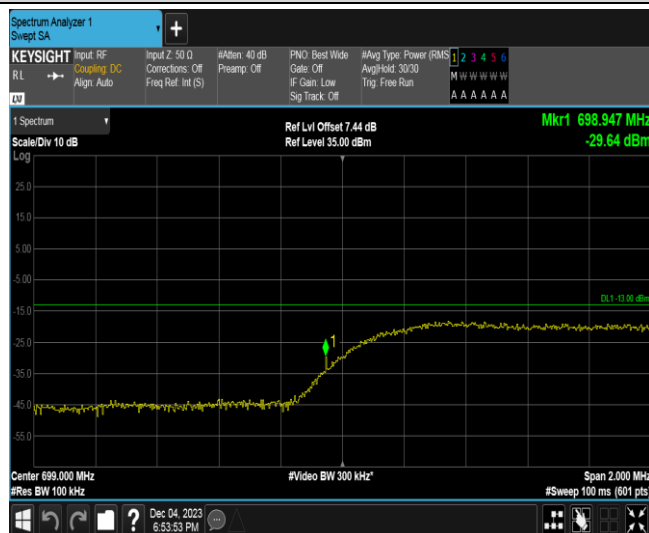 Spectrum Analyzer 1
Swept SA
+
KEYSIGHT
RL
LXI
Input: RF
Coupling: DC
Align: Auto
Input Z: 50 Ω
Corrections: Off
Freq Ref: Int (S)
#Atten: 40 dB
Preamp: Off
PNO: Best Wide
Gate: Off
IF Gain: Low
Sig Track: Off
#Avg Type: Power (RMS
Avg|Hold: 30/30
Trig: Free Run
1 2 3 4 5 6
M W W W W W
A A A A A A
1 Spectrum
Scale/Div 10 dB
Ref Lvl Offset 7.44 dB
Ref Level 35.00 dBm
Mkr1 698.947 MHz
-29.64 dBm
Log
25.0
15.0
5.00
-5.00
DL1 -13.00 dBm
-15.0
1
-25.0
-35.0
-45.0
-55.0
Center 699.000 MHz
#Video BW 300 kHz*
Span 2.000 MHz
#Res BW 100 kHz
#Sweep 100 ms (601 pts)
?
Dec 04, 2023
6:53:53 PM